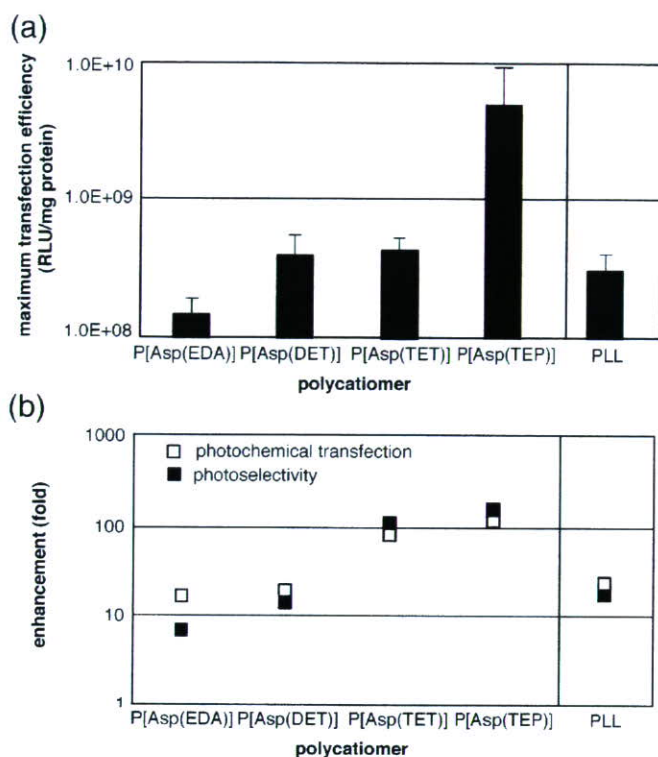 (a)
maximum transfection efficiency
(RLU/mg protein)
1.0E+10
1.0E+09
1.0E+08
P[Asp(EDA)] P[Asp(DET)] P[Asp(TET)] P[Asp(TEP)] PLL
polycatiomer
(b)
enhancement (fold)
1000
100
10
1
photochemical transfection
photoselectivity
P[Asp(EDA)] P[Asp(DET)] P[Asp(TET)] P[Asp(TEP)] PLL
polycatiomer